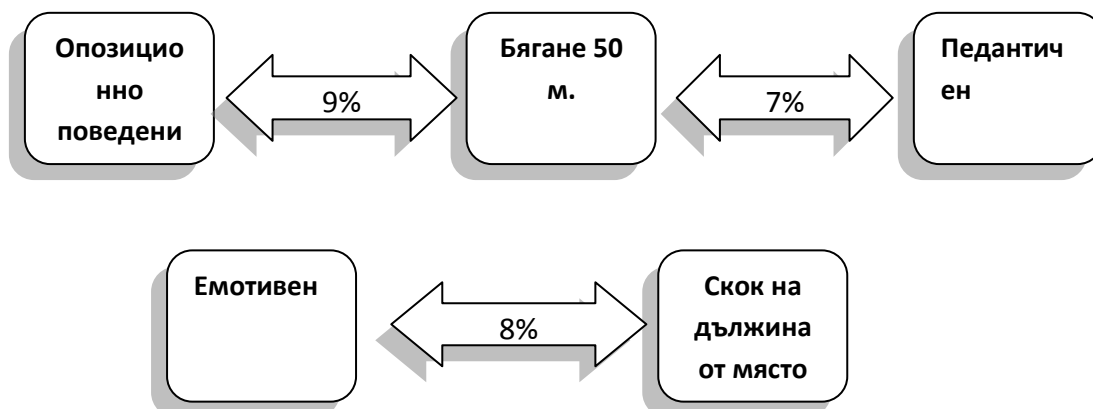 Опозицио
нно
поведени
9%
Бягане 50
м.
7%
Педантич
ен
Емотивен
8%
Скок на
дължина
от място